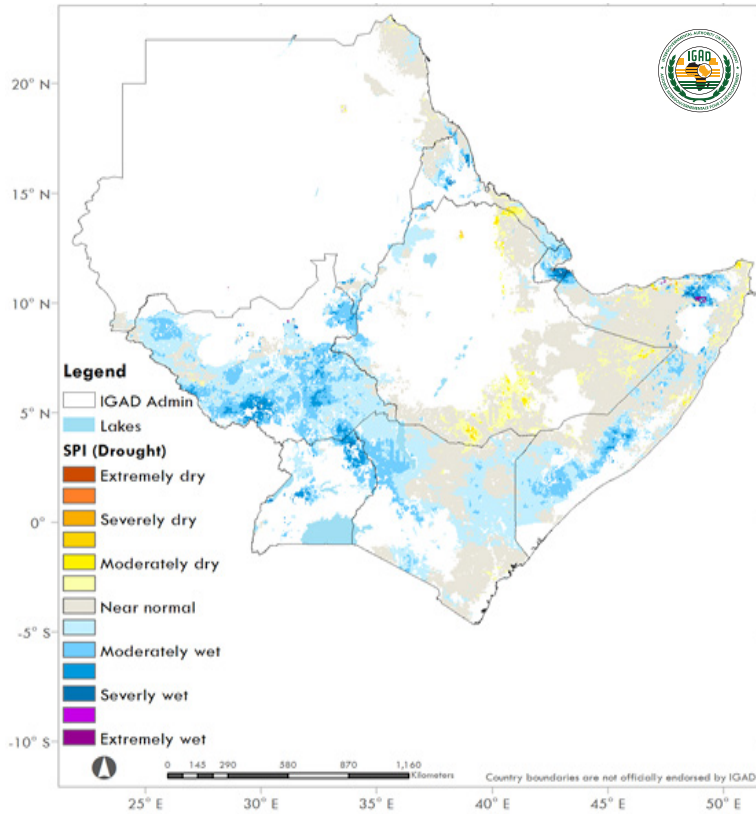 IGAD
20° N
15° N
10° N
5° N
0°
-5° S
-10° S
Legend
IGAD Admin
Lakes
SPI (Drought)
Extremely dry
Severely dry
Moderately dry
Near normal
Moderately wet
Severly wet
Extremely wet
0 145 290 580 870 1,160
Kilometers
Country boundaries are not officially endorsed by IGAD
25° E 30° E 35° E 40° E 45° E 50° E